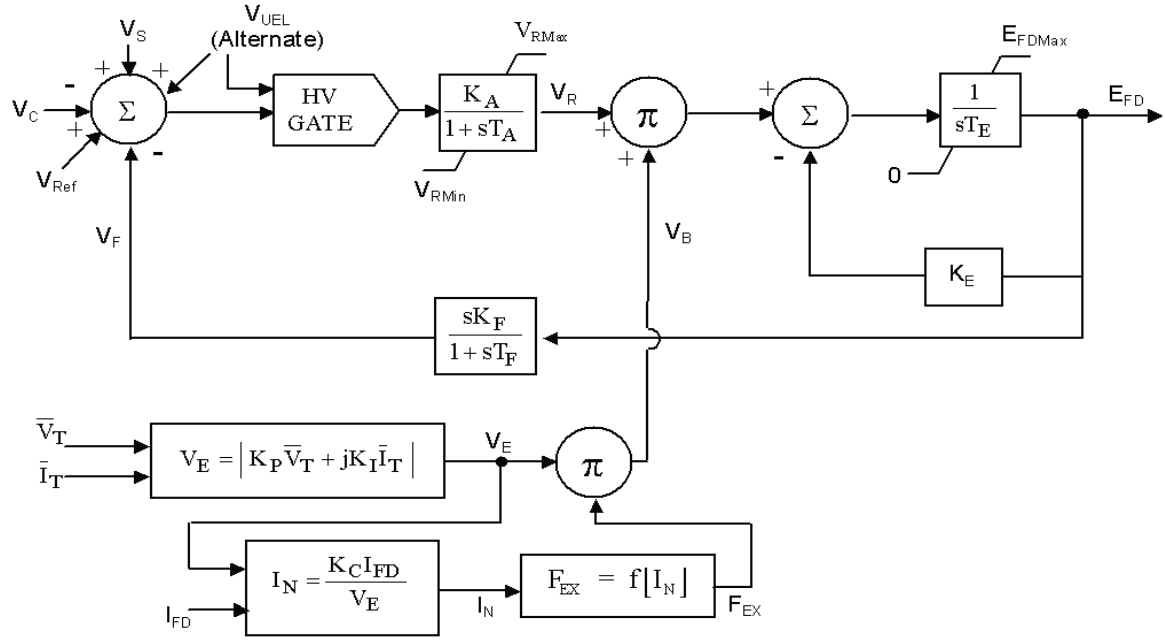 V_UEL
(Alternate)
V_S
-
+
+
V_C
Σ
+
V_Ref
-
HV
GATE
V_RMax
K_A
1 + sT_A
V_RMin
V_R
+
π
+
V_B
+
Σ
-
E_FDMax
1
sT_E
0
E_FD
V_F
K_E
sK_F
1 + sT_F
V̅_T
I̅_T
V_E = | K_P V̅_T + jK_I I̅_T |
V_E
π
I_N = K_C I_FD
V_E
I_FD
I_N
F_EX = f⌊I_N⌋
F_EX